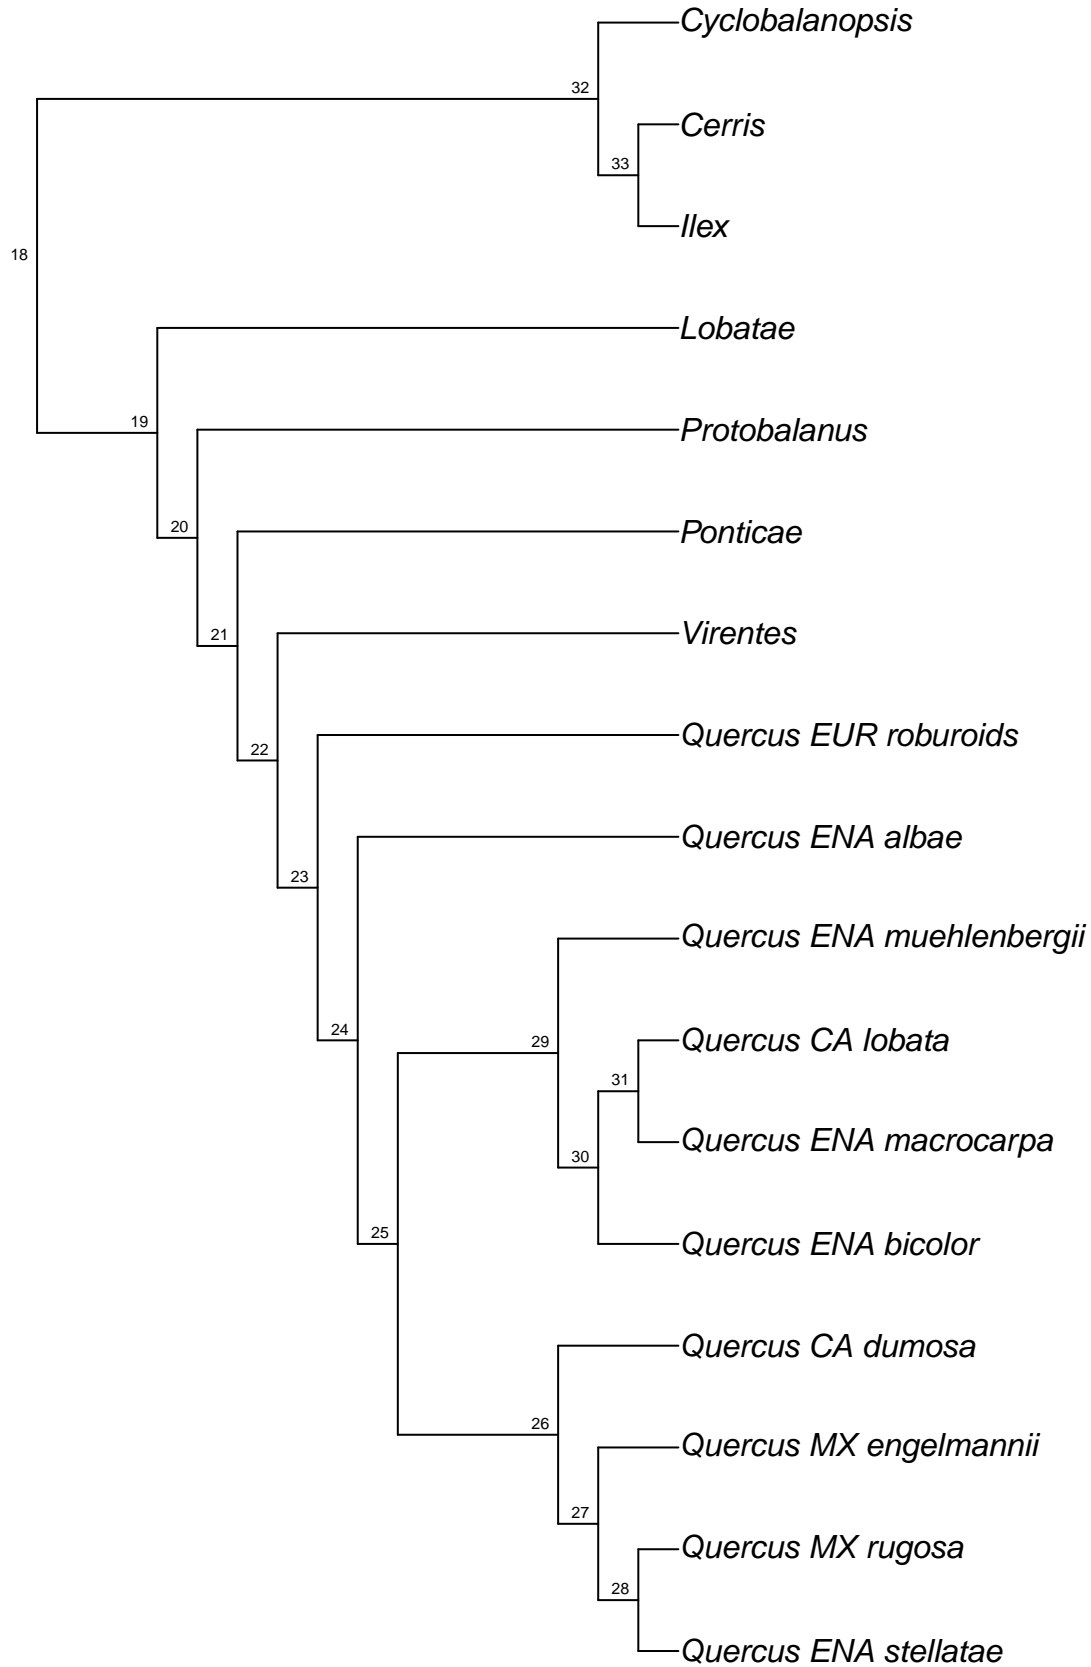 Cyclobalanopsis
32
Cerris
33
Ilex
18
Lobatae
19
Protobalanus
20
Ponticae
21
Virentes
22
Quercus EUR roburoids
23
Quercus ENA albae
24
Quercus ENA muehlenbergii
29
Quercus CA lobata
31
Quercus ENA macrocarpa
30
25
Quercus ENA bicolor
Quercus CA dumosa
26
Quercus MX engelmannii
27
Quercus MX rugosa
28
Quercus ENA stellatae